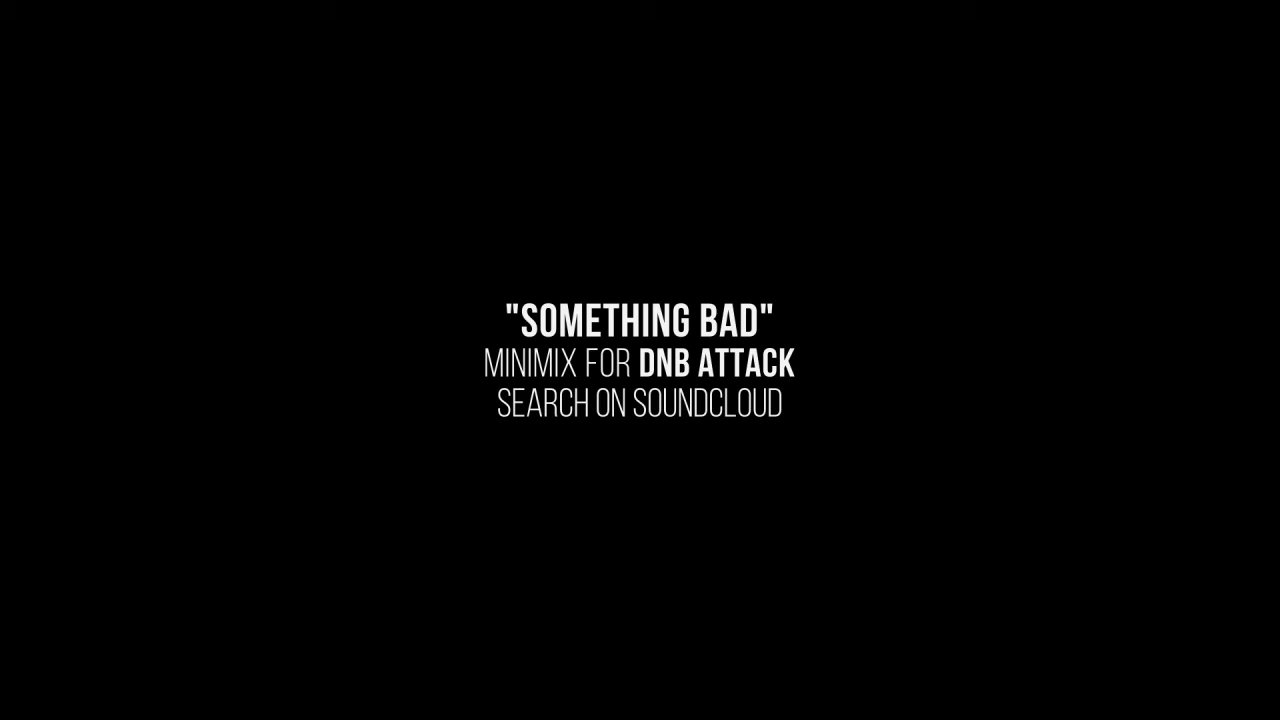 "SOMETHING BAD"
MINIMIX FOR DNB ATTACK
SEARCH ON SOUNDCLOUD